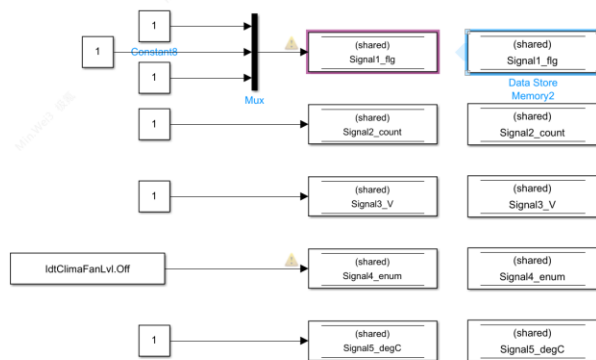 1
(shared)
(shared)
1
Constant8
Signal1_flg
Signal1_flg
1
Data Store
Memory2
Mux
1
(shared)
Signal2_count
(shared)
Signal2_count
1
(shared)
Signal3_V
(shared)
Signal3_V
IdtClimaFanLvl.Off
(shared)
Signal4_enum
(shared)
Signal4_enum
1
(shared)
Signal5_degC
(shared)
Signal5_degC